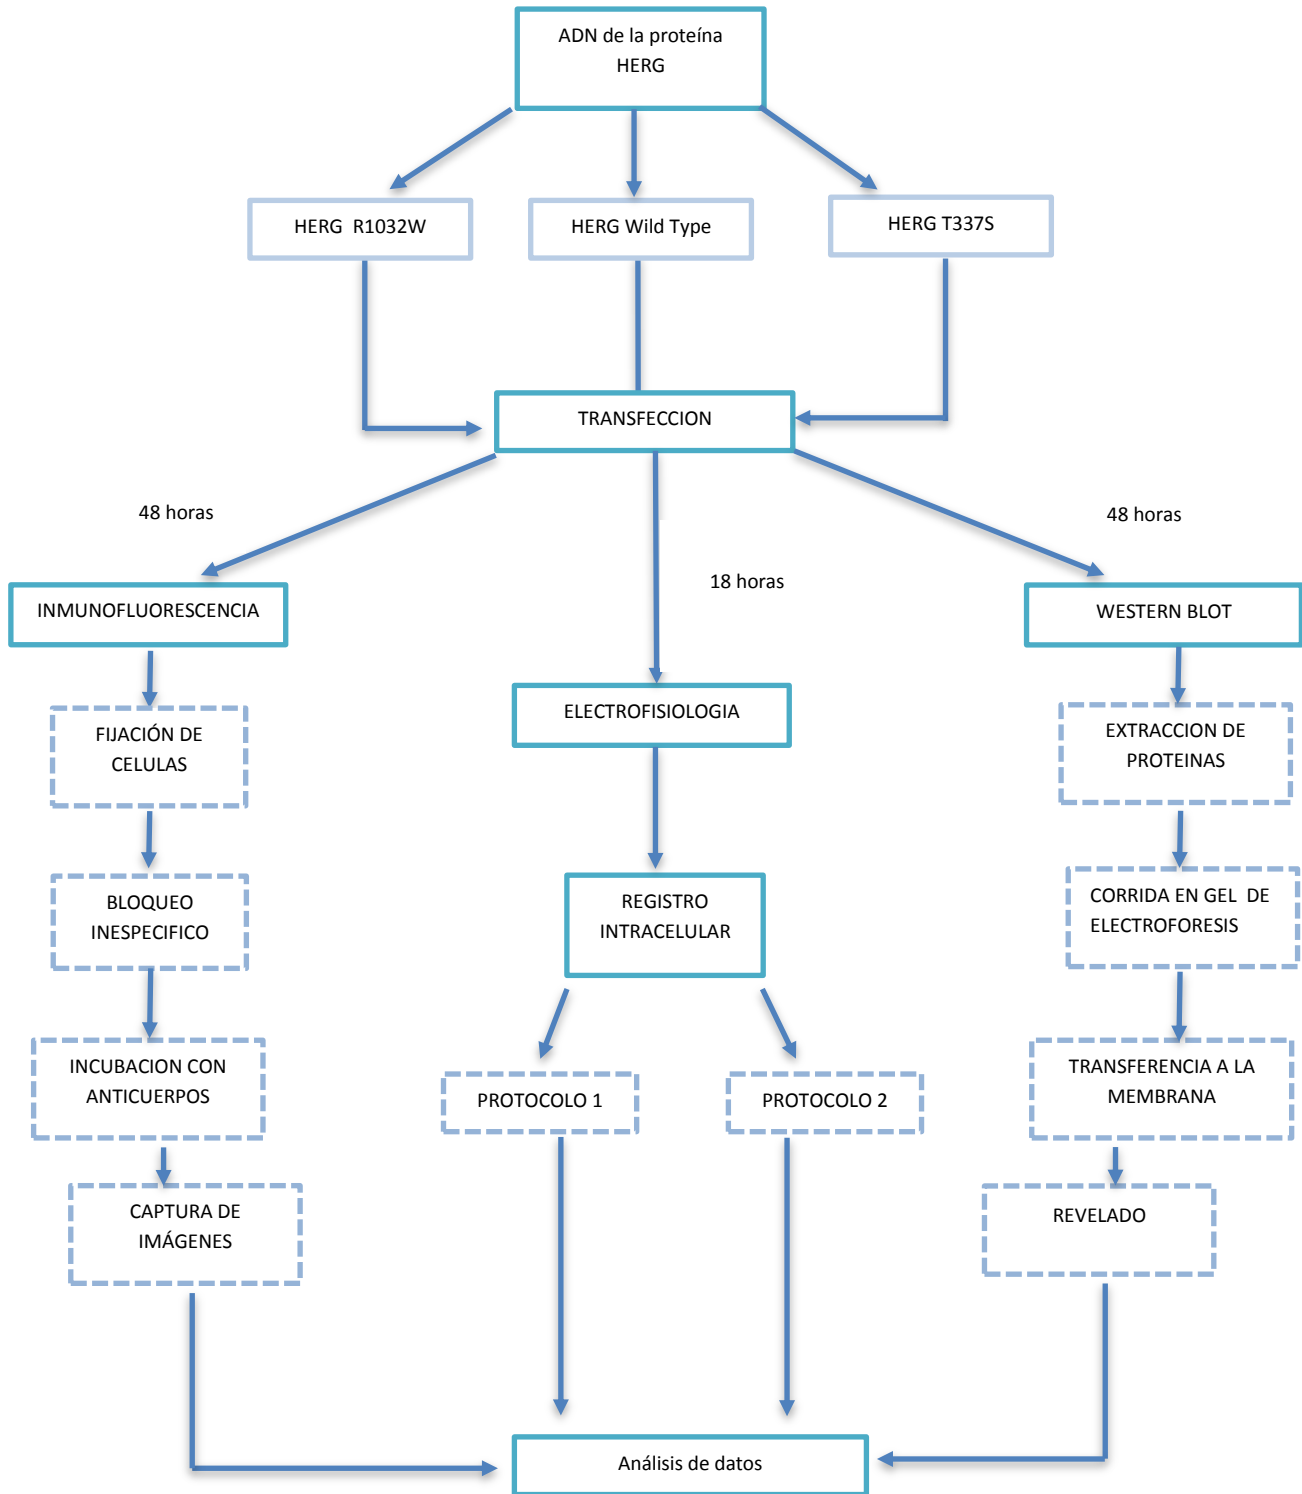 ADN de la proteína
HERG
HERG  R1032W
HERG Wild Type
HERG T337S
TRANSFECCION
48 horas
18 horas
48 horas
INMUNOFLUORESCENCIA
WESTERN BLOT
ELECTROFISIOLOGIA
FIJACIÓN DE
CELULAS
EXTRACCION DE
PROTEINAS
BLOQUEO
INESPECIFICO
REGISTRO
INTRACELULAR
CORRIDA EN GEL  DE
ELECTROFORESIS
INCUBACION CON
ANTICUERPOS
PROTOCOLO 1
PROTOCOLO 2
TRANSFERENCIA A LA
MEMBRANA
CAPTURA DE
IMÁGENES
REVELADO
Análisis de datos